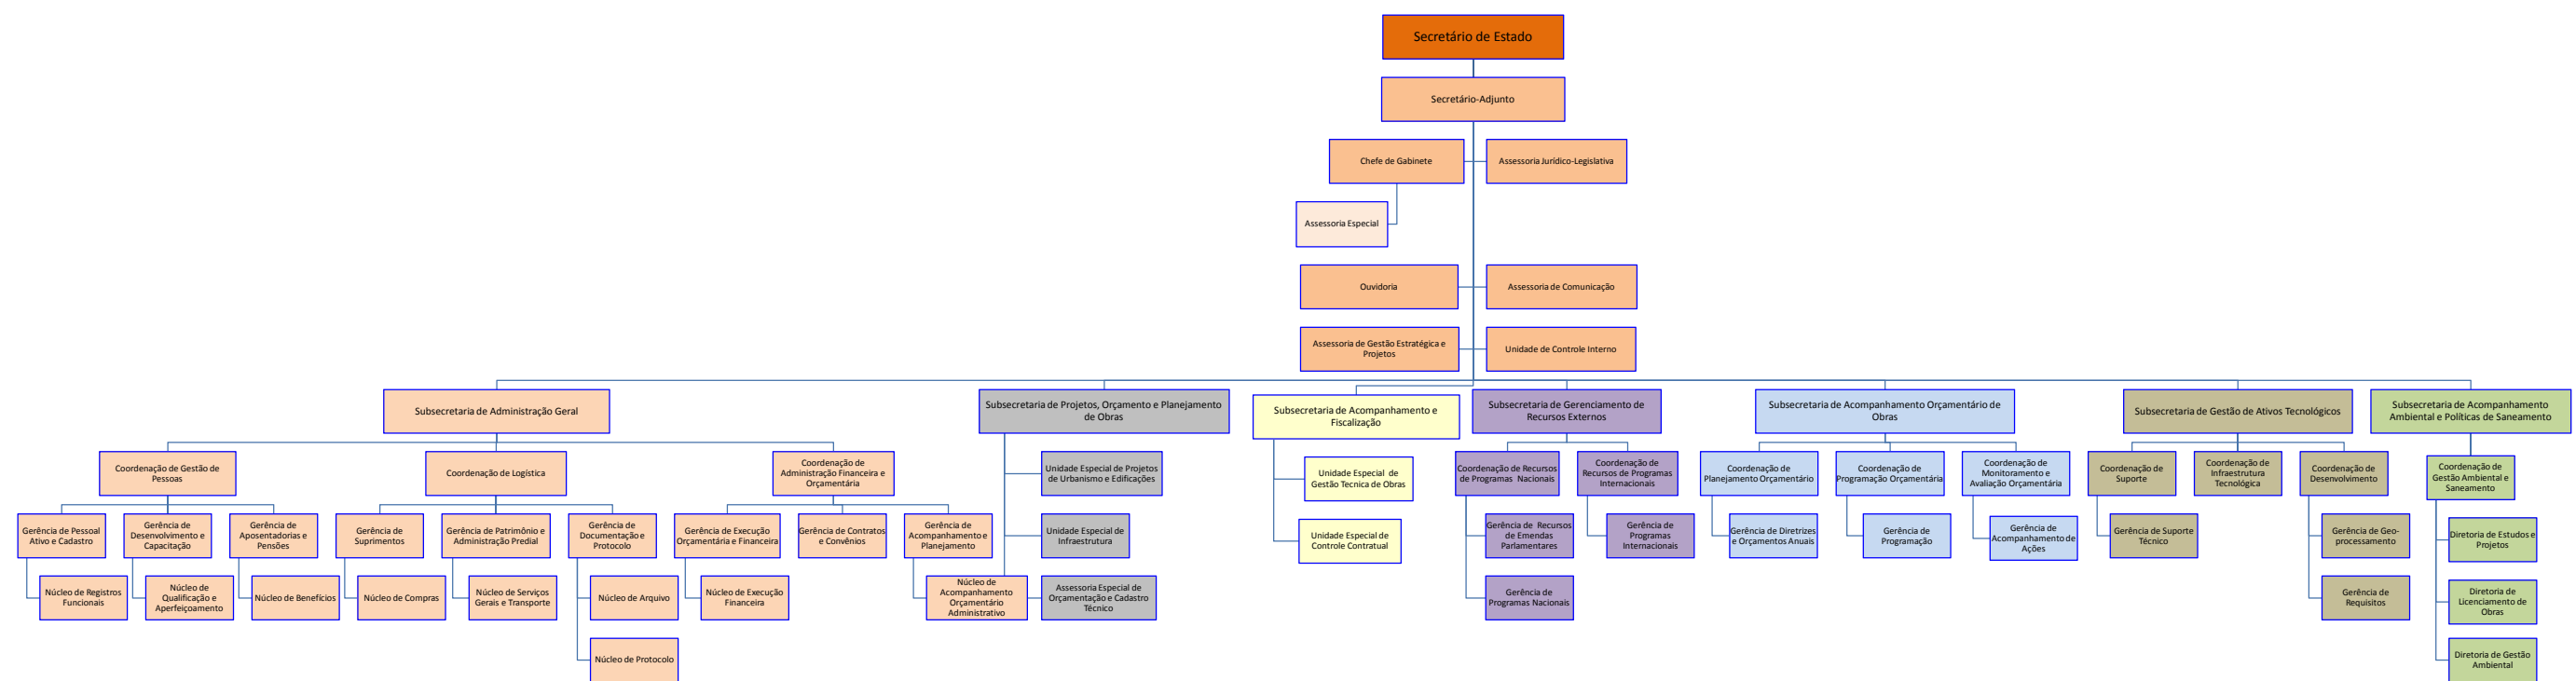 Secretário de Estado
Secretário-Adjunto
Chefe de Gabinete
Assessoria Jurídico-Legislativa
Assessoria Especial
Ouvidoria
Assessoria de Comunicação
Assessoria de Gestão Estratégica e
Projetos
Unidade de Controle Interno
Subsecretaria de Administração Geral
Subsecretaria de Projetos, Orçamento e Planejamento
de Obras
Subsecretaria de Acompanhamento e
Fiscalização
Subsecretaria de Gerenciamento de
Recursos Externos
Subsecretaria de Acompanhamento Orçamentário de
Obras
Subsecretaria de Gestão de Ativos Tecnológicos
Subsecretaria de Acompanhamento
Ambiental e Políticas de Saneamento
Coordenação de Gestão de
Pessoas
Coordenação de Logística
Coordenação de
Administração Financeira e
Orçamentária
Unidade Especial de Projetos
de Urbanismo e Edificações
Unidade Especial de
Gestão Tecnica de Obras
Coordenação de Recursos
de Programas Nacionais
Coordenação de
Recursos de Programas
Internacionais
Coordenação de
Planejamento Orçamentário
Coordenação de
Programação Orçamentária
Coordenação de
Monitoramento e
Avaliação Orçamentária
Coordenação de
Suporte
Coordenação de
Infraestrutura
Tecnológica
Coordenação de
Desenvolvimento
Coordenação de
Gestão Ambiental e
Saneamento
Gerência de Pessoal
Ativo e Cadastro
Gerência de
Desenvolvimento e
Capacitação
Gerência de
Aposentadorias e
Pensões
Gerência de
Suprimentos
Gerência de Patrimônio e
Administração Predial
Gerência de
Documentação e
Protocolo
Gerência de Execução
Orçamentária e Financeira
Gerência de Contratos
e Convênios
Gerência de
Acompanhamento e
Planejamento
Unidade Especial de
Infraestrutura
Unidade Especial de
Controle Contratual
Gerência de Recursos
de Emendas
Parlamentares
Gerência de
Programas
Internacionais
Gerência de Diretrizes
e Orçamentos Anuais
Gerência de
Programação
Gerência de
Acompanhamento de
Ações
Gerência de Suporte
Técnico
Gerência de Geo-
processamento
Diretoria de Estudos e
Projetos
Núcleo de Registros
Funcionais
Núcleo de
Qualificação e
Aperfeiçoamento
Núcleo de Benefícios
Núcleo de Compras
Núcleo de Serviços
Gerais e Transporte
Núcleo de Arquivo
Núcleo de Execução
Financeira
Núcleo de
Acompanhamento
Orçamentário
Administrativo
Assessoria Especial de
Orçamentação e Cadastro
Técnico
Gerência de
Programas Nacionais
Gerência de
Requisitos
Diretoria de
Licenciamento de
Obras
Núcleo de Protocolo
Diretoria de Gestão
Ambiental